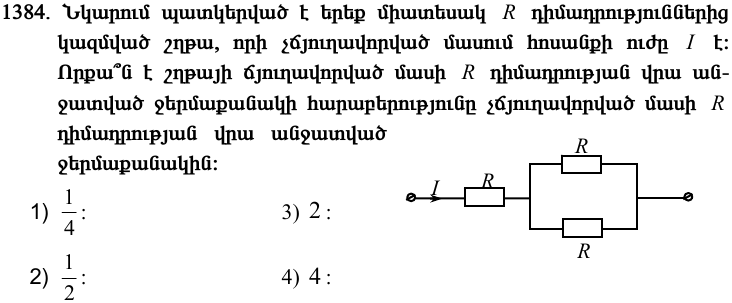 1384. Նկարում պատկերված է երեք միատեսակ R դիմադրություններից
կազմված շղթա, որի չճյուղավորված մասում հոսանքի ուժը I է:
Որքա՞ն է շղթայի ճյուղավորված մասի R դիմադրության վրա ան-
ջատված ջերմաքանակի հարաբերությունը չճյուղավորված մասի R
դիմադրության վրա անջատված
ջերմաքանակին:
R
I R
1) 1/4 : 3) 2 :
R
2) 1/2 : 4) 4 :